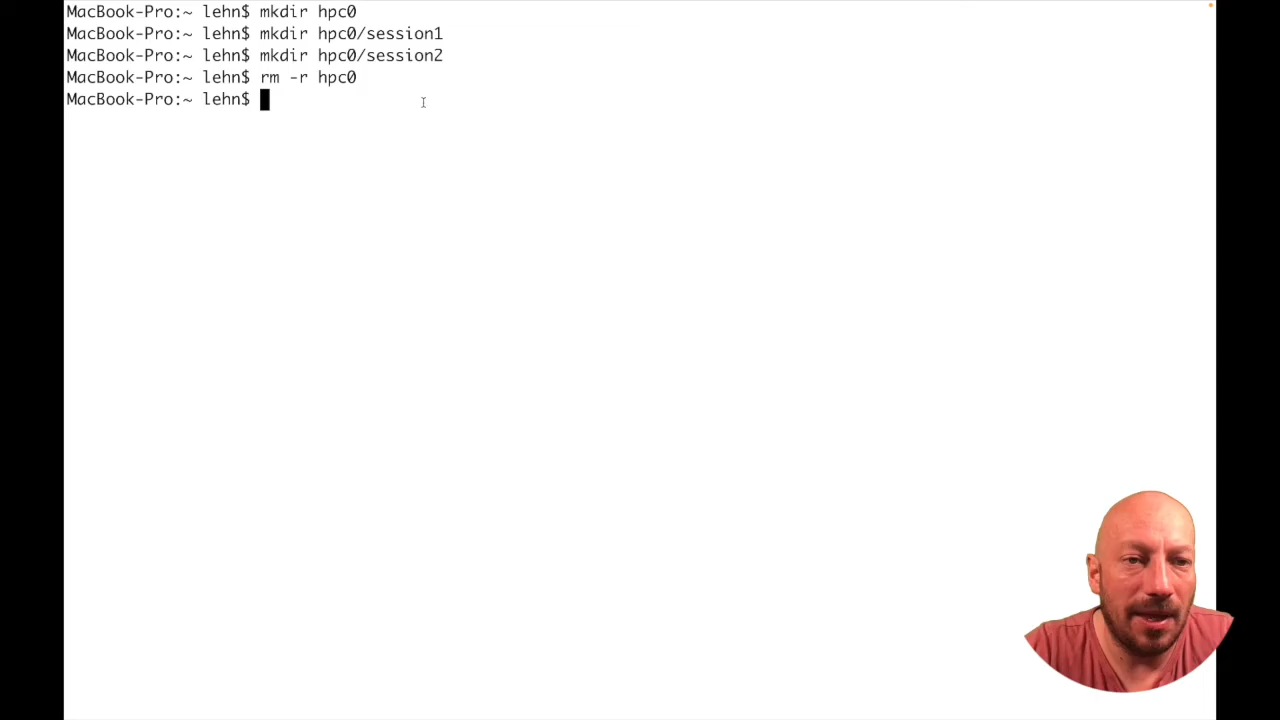 MacBook-Pro:~ lehn$ mkdir hpc0
MacBook-Pro:~ lehn$ mkdir hpc0/session1
MacBook-Pro:~ lehn$ mkdir hpc0/session2
MacBook-Pro:~ lehn$ rm -r hpc0
MacBook-Pro:~ lehn$